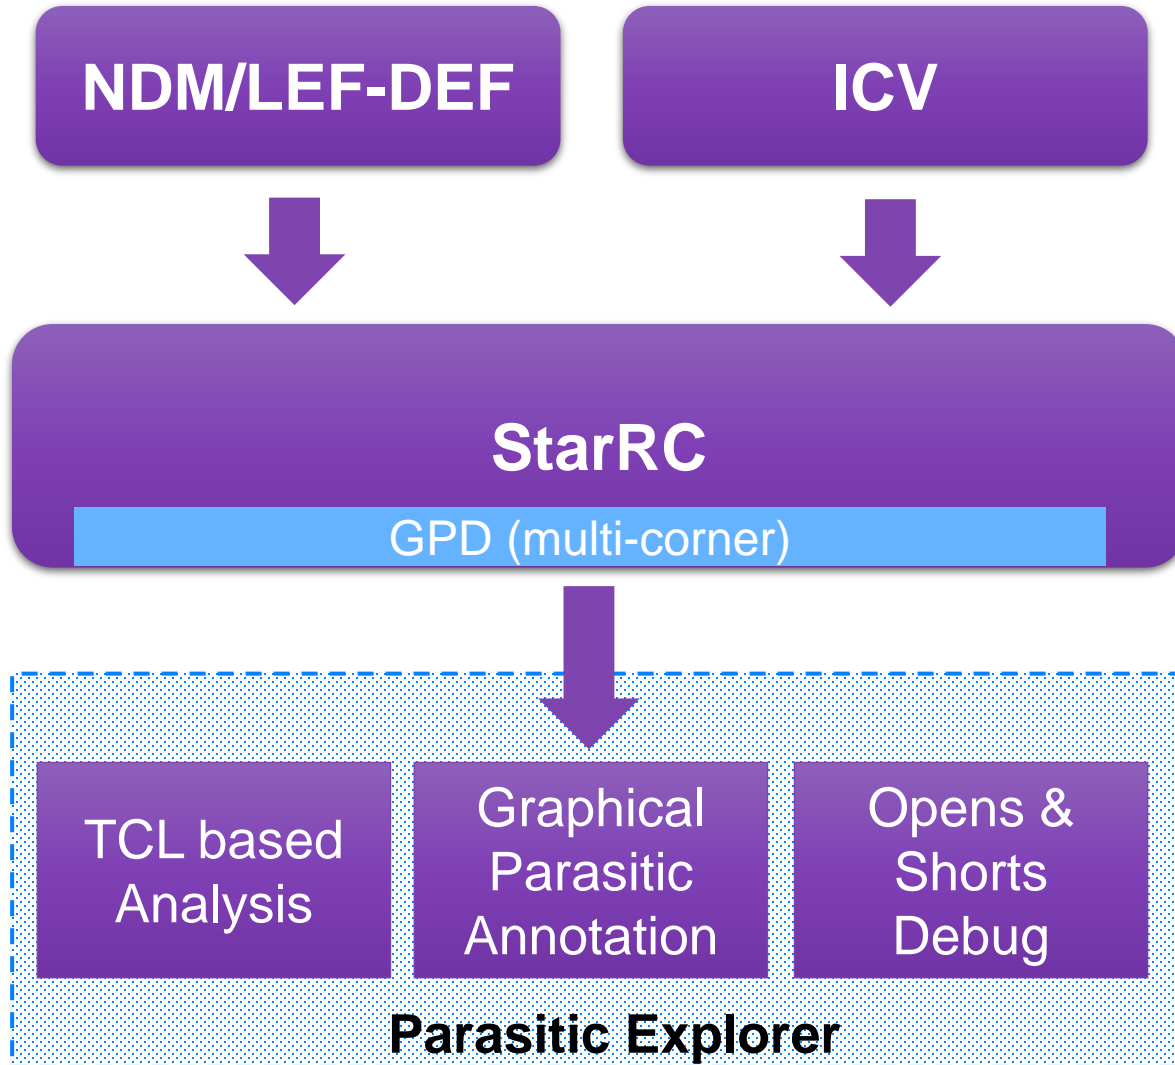 NDM/LEF-DEF
ICV
StarRC
GPD (multi-corner)
TCL based
Analysis
Graphical
Parasitic
Annotation
Opens &
Shorts
Debug
Parasitic Explorer